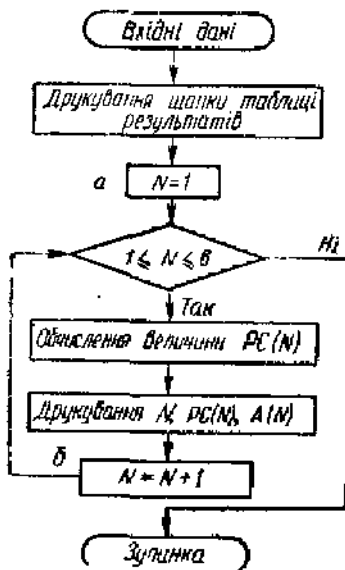 Вхідні дані
Друкування шапки таблиці
результатів
а
N=1
1 ⩽ N ⩽ 6
Ні
Так
Обчислення величини PC(N)
Друкування N, PC(N), A(N)
б
N = N+1
Зупинка